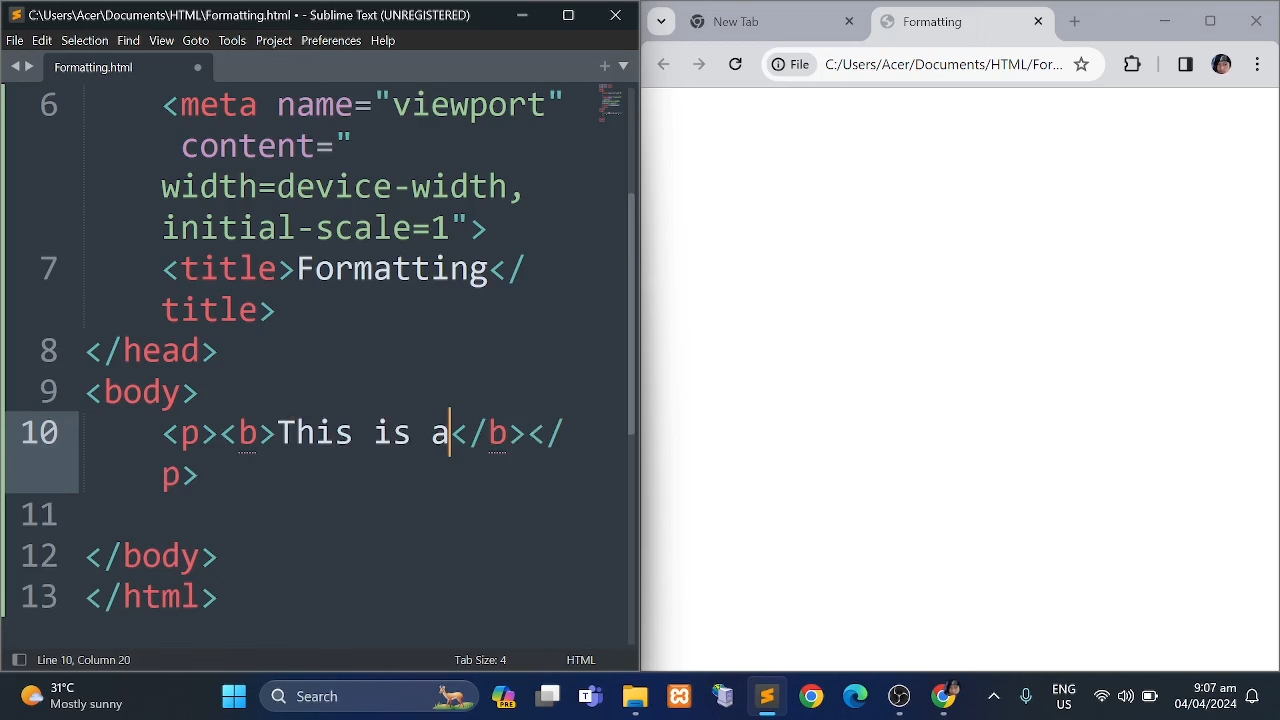 C:\Users\Acer\Documents\HTML\Formatting.html • - Sublime Text (UNREGISTERED)
File Edit Selection Find View Goto Tools Project Preferences Help
Formatting.html
6 <meta name="viewport"
content="
width=device-width,
initial-scale=1">
7 <title>Formatting</
title>
8 </head>
9 <body>
10 <p><b>This is a</b></
p>
11
12 </body>
13 </html>
Line 10, Column 20 Tab Size: 4 HTML
New Tab Formatting
File C:/Users/Acer/Documents/HTML/For...
31°C
Mostly sunny
Search
PRE
ENG
US
9:07 am
04/04/2024